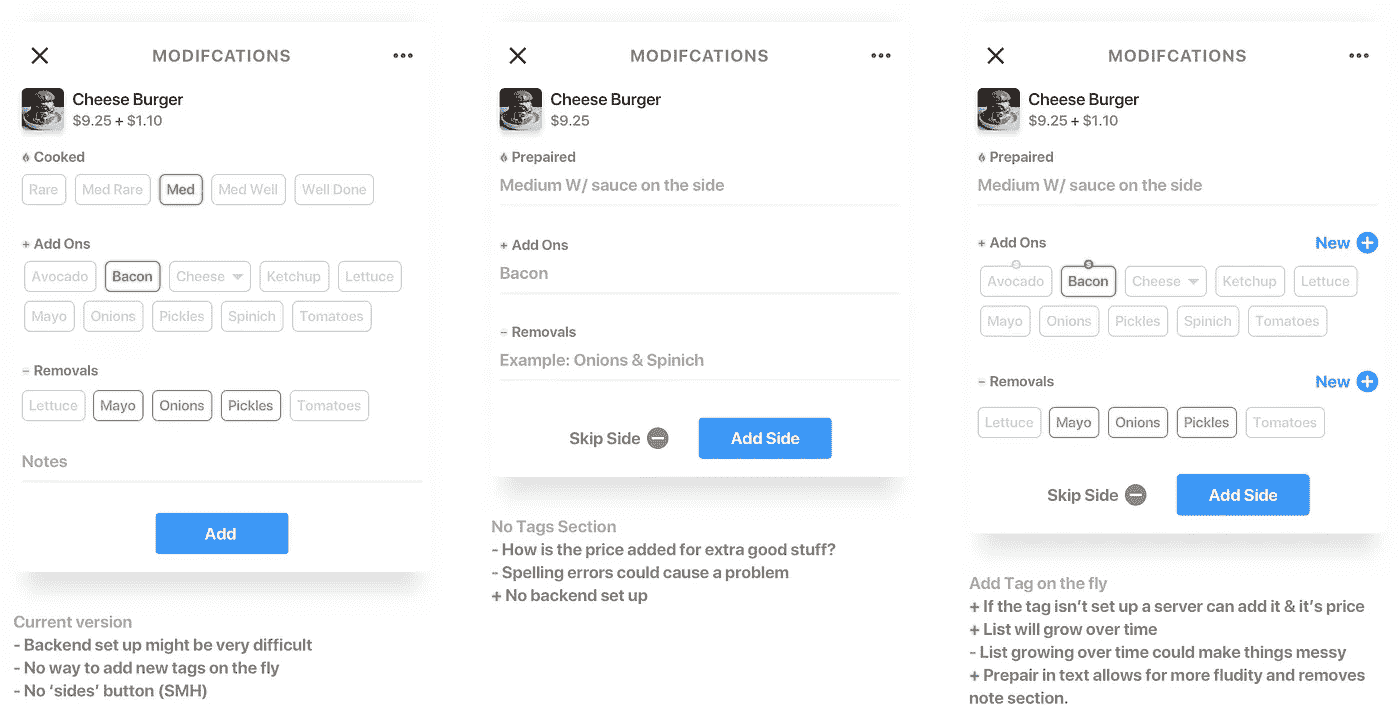 MODIFCATIONS
Cheese Burger
$9.25 + $1.10
Cooked
Rare Med Rare Med Med Well Well Done
+ Add Ons
Avocado Bacon Cheese Ketchup Lettuce
Mayo Onions Pickles Spinich Tomatoes
- Removals
Lettuce Mayo Onions Pickles Tomatoes
Notes
Add
Current version
- Backend set up might be very difficult
- No way to add new tags on the fly
- No ‘sides’ button (SMH)
MODIFCATIONS
Cheese Burger
$9.25
Prepaired
Medium W/ sauce on the side
+ Add Ons
Bacon
- Removals
Example: Onions & Spinich
Skip Side Add Side
No Tags Section
- How is the price added for extra good stuff?
- Spelling errors could cause a problem
+ No backend set up
MODIFCATIONS
Cheese Burger
$9.25 + $1.10
Prepaired
Medium W/ sauce on the side
+ Add Ons New
$ $
Avocado Bacon Cheese Ketchup Lettuce
Mayo Onions Pickles Spinich Tomatoes
- Removals New
Lettuce Mayo Onions Pickles Tomatoes
Skip Side Add Side
Add Tag on the fly
+ If the tag isn’t set up a server can add it & it’s price
+ List will grow over time
- List growing over time could make things messy
+ Prepair in text allows for more fludity and removes
note section.